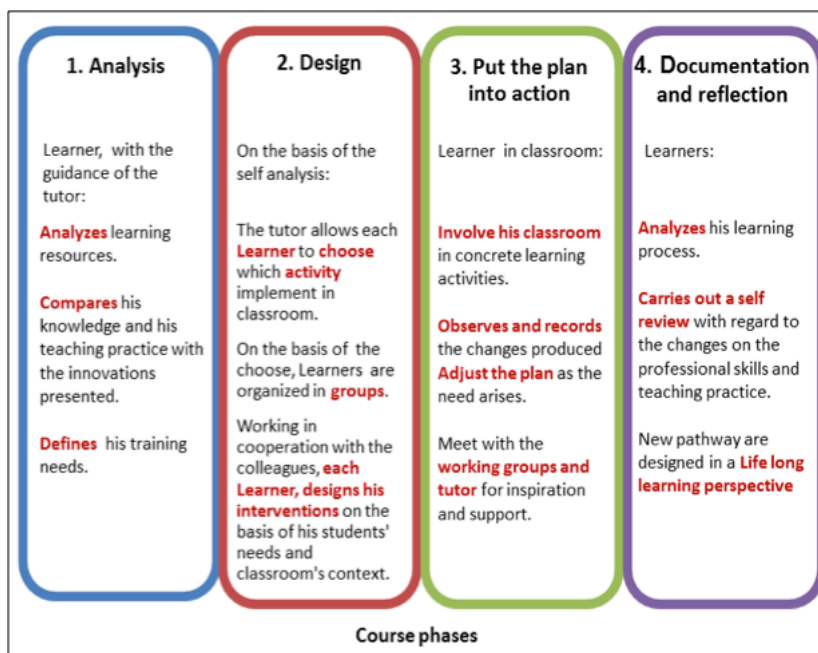 1. Analysis
Learner, with the
guidance of the
tutor:
Analyzes learning
resources.
Compares his
knowledge and his
teaching practice with
the innovations
presented.
Defines his training
needs.
2. Design
On the basis of the
self analysis:
The tutor allows each
Learner to choose
which activity
implement in
classroom.
On the basis of the
choose, Learners are
organized in groups.
Working in
cooperation with the
colleagues, each
Learner, designs his
interventions on the
basis of his students'
needs and
classroom's context.
3. Put the plan
into action
Learner in classroom:
Involve his classroom
in concrete learning
activities.
Observes and records
the changes produced
Adjust the plan as the
need arises.
Meet with the
working groups and
tutor for inspiration
and support.
4. Documentation
and reflection
Learners:
Analyzes his learning
process.
Carries out a self
review with regard to
the changes on the
professional skills and
teaching practice.
New pathway are
designed in a Life long
learning perspective
Course phases